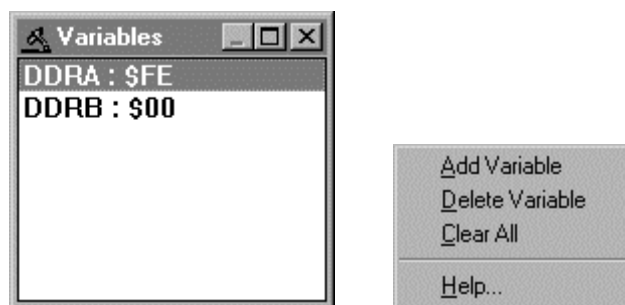 Variables
DDRA : $FE
DDRB : $00
Add Variable
Delete Variable
Clear All
Help...